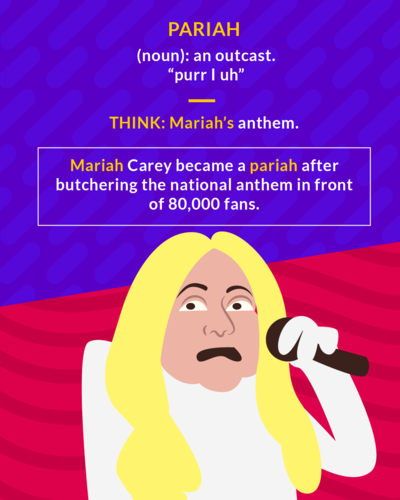 PARIAH
(noun): an outcast.
“purr I uh”
THINK: Mariah's anthem.
Mariah Carey became a pariah after
butchering the national anthem in front
of 80,000 fans.